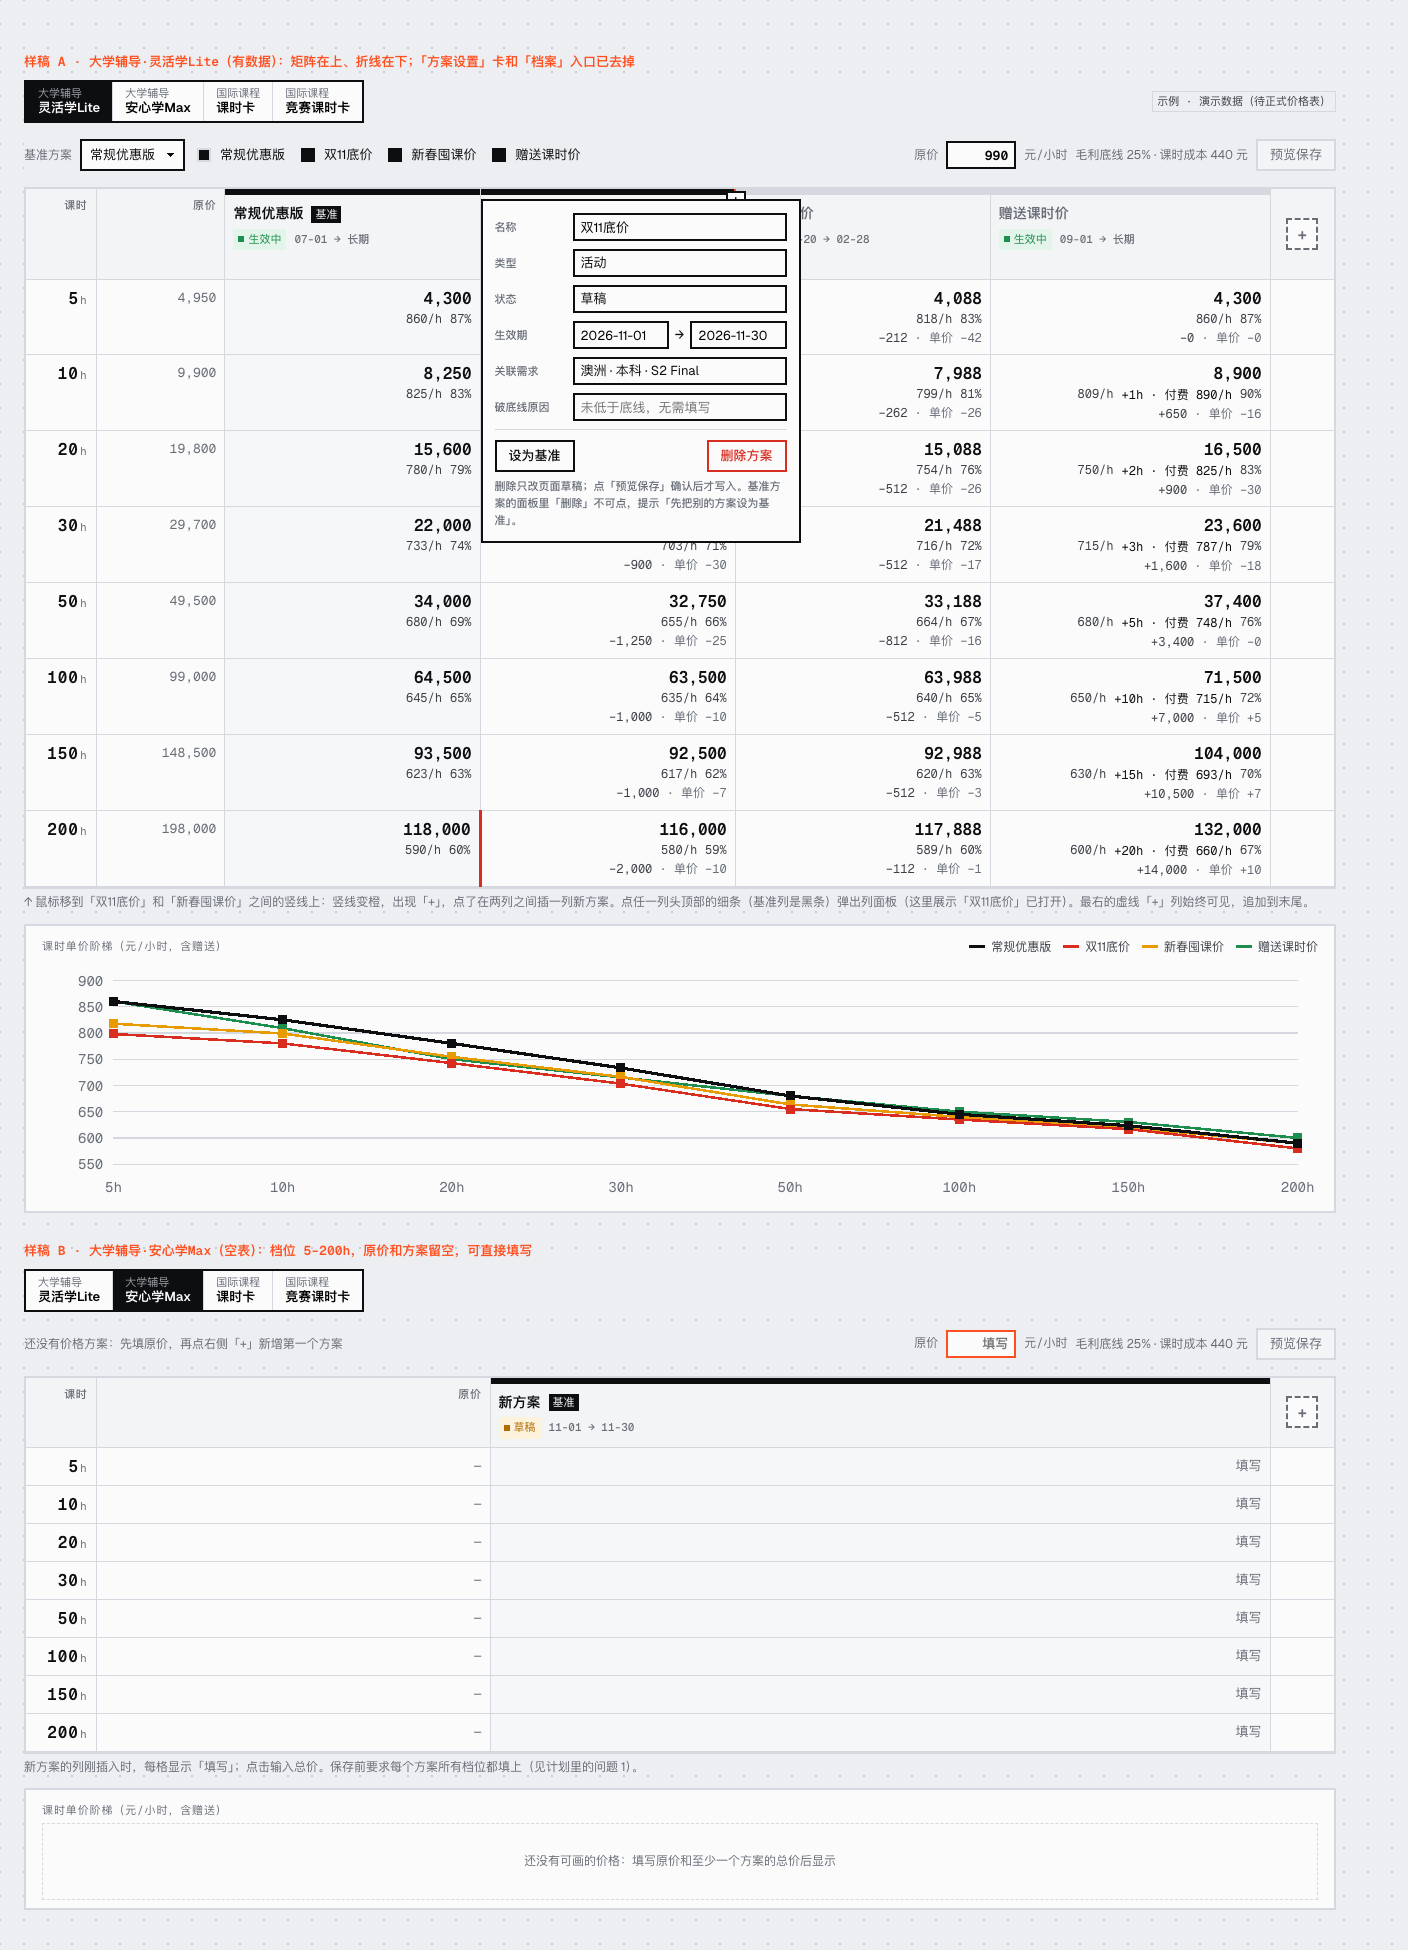 样稿 A · 大学辅导·灵活学Lite（有数据）：矩阵在上、折线在下；「方案设置」卡和「档案」入口已去掉
大学辅导 大学辅导 国际课程 国际课程
灵活学Lite 安心学Max 课时卡 竞赛课时卡
示例 · 演示数据（待正式价格表）
基准方案 常规优惠版 常规优惠版 双11底价 新春囤课价 赠送课时价
原价 990 元/小时 毛利底线 25% · 课时成本 440 元 预览保存
课时 原价 常规优惠版 基准 价 赠送课时价 +
生效中 07-01 → 长期 -20 → 02-28 生效中 09-01 → 长期
名称 双11底价
类型 活动
状态 草稿
生效期 2026-11-01 → 2026-11-30
关联需求 澳洲 · 本科 · S2 Final
破底线原因 未低于底线，无需填写
设为基准 删除方案
删除只改页面草稿；点「预览保存」确认后才写入。基准方
案的面板里「删除」不可点，提示「先把别的方案设为基
准」。
5h 4,950 4,300 4,088 4,300
860/h 87% 818/h 83% 860/h 87%
−212 · 单价 −42 −0 · 单价 −0
10h 9,900 8,250 7,988 8,900
825/h 83% 799/h 81% 809/h +1h · 付费 890/h 90%
−262 · 单价 −26 +650 · 单价 −16
20h 19,800 15,600 15,088 16,500
780/h 79% 754/h 76% 750/h +2h · 付费 825/h 83%
−512 · 单价 −26 +900 · 单价 −30
30h 29,700 22,000 21,488 23,600
733/h 74% 703/h 71% 716/h 72% 715/h +3h · 付费 787/h 79%
−900 · 单价 −30 −512 · 单价 −17 +1,600 · 单价 −18
50h 49,500 34,000 32,750 33,188 37,400
680/h 69% 655/h 66% 664/h 67% 680/h +5h · 付费 748/h 76%
−1,250 · 单价 −25 −812 · 单价 −16 +3,400 · 单价 −0
100h 99,000 64,500 63,500 63,988 71,500
645/h 65% 635/h 64% 640/h 65% 650/h +10h · 付费 715/h 72%
−1,000 · 单价 −10 −512 · 单价 −5 +7,000 · 单价 +5
150h 148,500 93,500 92,500 92,988 104,000
623/h 63% 617/h 62% 620/h 63% 630/h +15h · 付费 693/h 70%
−1,000 · 单价 −7 −512 · 单价 −3 +10,500 · 单价 +7
200h 198,000 118,000 116,000 117,888 132,000
590/h 60% 580/h 59% 589/h 60% 600/h +20h · 付费 660/h 67%
−2,000 · 单价 −10 −112 · 单价 −1 +14,000 · 单价 +10
↑ 鼠标移到「双11底价」和「新春囤课价」之间的竖线上：竖线变橙，出现「+」，点了在两列之间插一列新方案。点任一列头顶部的细条（基准列是黑条）弹出列面板（这里展示「双11底价」已打开）。最右的虚线「+」列始终可见，追加到末尾。
课时单价阶梯（元/小时，含赠送） 常规优惠版 双11底价 新春囤课价 赠送课时价
900
850
800
750
700
650
600
550
5h 10h 20h 30h 50h 100h 150h 200h
样稿 B · 大学辅导·安心学Max（空表）：档位 5-200h，原价和方案留空，可直接填写
大学辅导 大学辅导 国际课程 国际课程
灵活学Lite 安心学Max 课时卡 竞赛课时卡
还没有价格方案：先填原价，再点右侧「+」新增第一个方案
原价 填写 元/小时 毛利底线 25% · 课时成本 440 元 预览保存
课时 原价 新方案 基准 +
草稿 11-01 → 11-30
5h — 填写
10h — 填写
20h — 填写
30h — 填写
50h — 填写
100h — 填写
150h — 填写
200h — 填写
新方案的列刚插入时，每格显示「填写」；点击输入总价。保存前要求每个方案所有档位都填上（见计划里的问题 1）。
课时单价阶梯（元/小时，含赠送）
还没有可画的价格：填写原价和至少一个方案的总价后显示